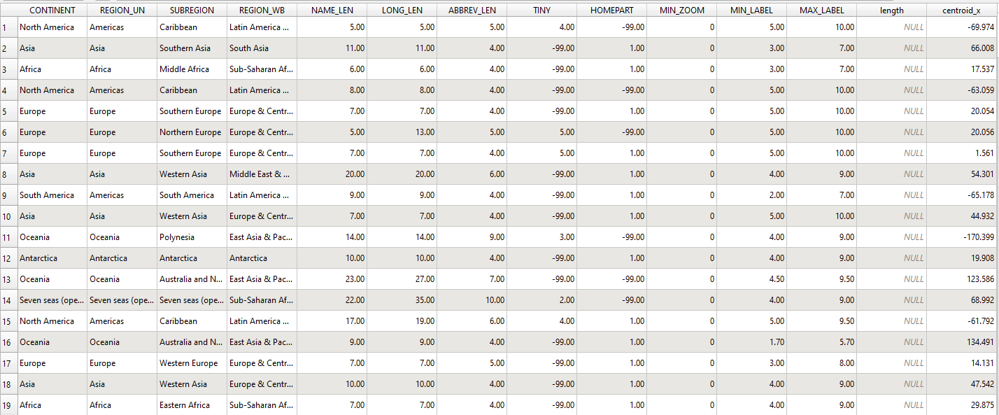 CONTINENT REGION_UN SUBREGION REGION_WB NAME_LEN LONG_LEN ABBREV_LEN TINY HOMEPART MIN_ZOOM MIN_LABEL MAX_LABEL length centroid_x
1 North America Americas Caribbean Latin America ... 5.00 5.00 5.00 4.00 -99.00 0 5.00 10.00 NULL -69.974
2 Asia Asia Southern Asia South Asia 11.00 11.00 4.00 -99.00 1.00 0 3.00 7.00 NULL 66.008
3 Africa Africa Middle Africa Sub-Saharan Af... 6.00 6.00 4.00 -99.00 1.00 0 3.00 7.00 NULL 17.537
4 North America Americas Caribbean Latin America ... 8.00 8.00 4.00 -99.00 -99.00 0 5.00 10.00 NULL -63.059
5 Europe Europe Southern Europe Europe & Centr... 7.00 7.00 4.00 -99.00 1.00 0 5.00 10.00 NULL 20.054
6 Europe Europe Northern Europe Europe & Centr... 5.00 13.00 5.00 5.00 -99.00 0 5.00 10.00 NULL 20.056
7 Europe Europe Southern Europe Europe & Centr... 7.00 7.00 4.00 5.00 1.00 0 5.00 10.00 NULL 1.561
8 Asia Asia Western Asia Middle East & ... 20.00 20.00 6.00 -99.00 1.00 0 4.00 9.00 NULL 54.301
9 South America Americas South America Latin America ... 9.00 9.00 4.00 -99.00 1.00 0 2.00 7.00 NULL -65.178
10 Asia Asia Western Asia Europe & Centr... 7.00 7.00 4.00 -99.00 1.00 0 5.00 10.00 NULL 44.932
11 Oceania Oceania Polynesia East Asia & Pac... 14.00 14.00 9.00 3.00 -99.00 0 4.00 9.00 NULL -170.399
12 Antarctica Antarctica Antarctica Antarctica 10.00 10.00 4.00 -99.00 1.00 0 4.00 9.00 NULL 19.908
13 Oceania Oceania Australia and N... East Asia & Pac... 23.00 27.00 7.00 -99.00 -99.00 0 4.50 9.50 NULL 123.586
14 Seven seas (ope... Seven seas (ope... Seven seas (ope... Sub-Saharan Af... 22.00 35.00 10.00 2.00 -99.00 0 4.00 9.00 NULL 68.992
15 North America Americas Caribbean Latin America ... 17.00 19.00 6.00 4.00 1.00 0 5.00 9.50 NULL -61.792
16 Oceania Oceania Australia and N... East Asia & Pac... 9.00 9.00 4.00 -99.00 1.00 0 1.70 5.70 NULL 134.491
17 Europe Europe Western Europe Europe & Centr... 7.00 7.00 5.00 -99.00 1.00 0 3.00 8.00 NULL 14.131
18 Asia Asia Western Asia Europe & Centr... 10.00 10.00 4.00 -99.00 1.00 0 4.00 9.00 NULL 47.542
19 Africa Africa Eastern Africa Sub-Saharan Af... 7.00 7.00 4.00 -99.00 1.00 0 4.00 9.00 NULL 29.875